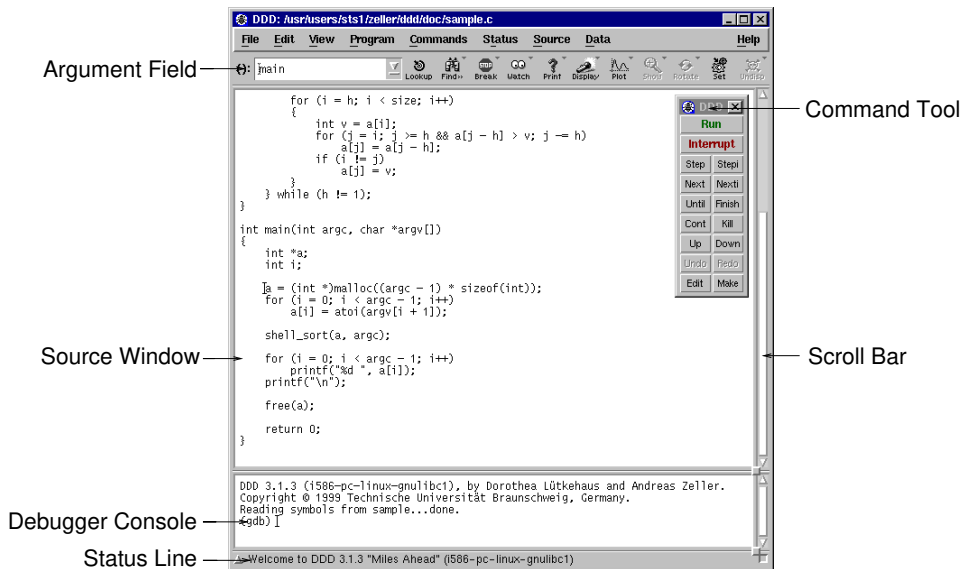 DDD: /usr/users/sts1/zeller/ddd/doc/sample.c
File Edit View Program Commands Status Source Data Help
Argument Field
(): main
Lookup Find>> Break Watch Print Display Plot Show Rotate Set Undisp
for (i = h; i < size; i++)
{
int v = a[i];
for (j = i; j >= h && a[j - h] > v; j -= h)
a[j] = a[j - h];
if (i != j)
a[j] = v;
}
} while (h != 1);
}
int main(int argc, char *argv[])
{
int *a;
int i;
a = (int *)malloc((argc - 1) * sizeof(int));
for (i = 0; i < argc - 1; i++)
a[i] = atoi(argv[i + 1]);
shell_sort(a, argc);
for (i = 0; i < argc - 1; i++)
printf("%d ", a[i]);
printf("\n");
free(a);
return 0;
}
Command Tool
DDD
Run
Interrupt
Step Stepi
Next Nexti
Until Finish
Cont Kill
Up Down
Undo Redo
Edit Make
Source Window
Scroll Bar
DDD 3.1.3 (i586-pc-linux-gnulibc1), by Dorothea Lütkehaus and Andreas Zeller.
Copyright © 1999 Technische Universität Braunschweig, Germany.
Reading symbols from sample...done.
(gdb)
Debugger Console
Status Line
Welcome to DDD 3.1.3 "Miles Ahead" (i586-pc-linux-gnulibc1)